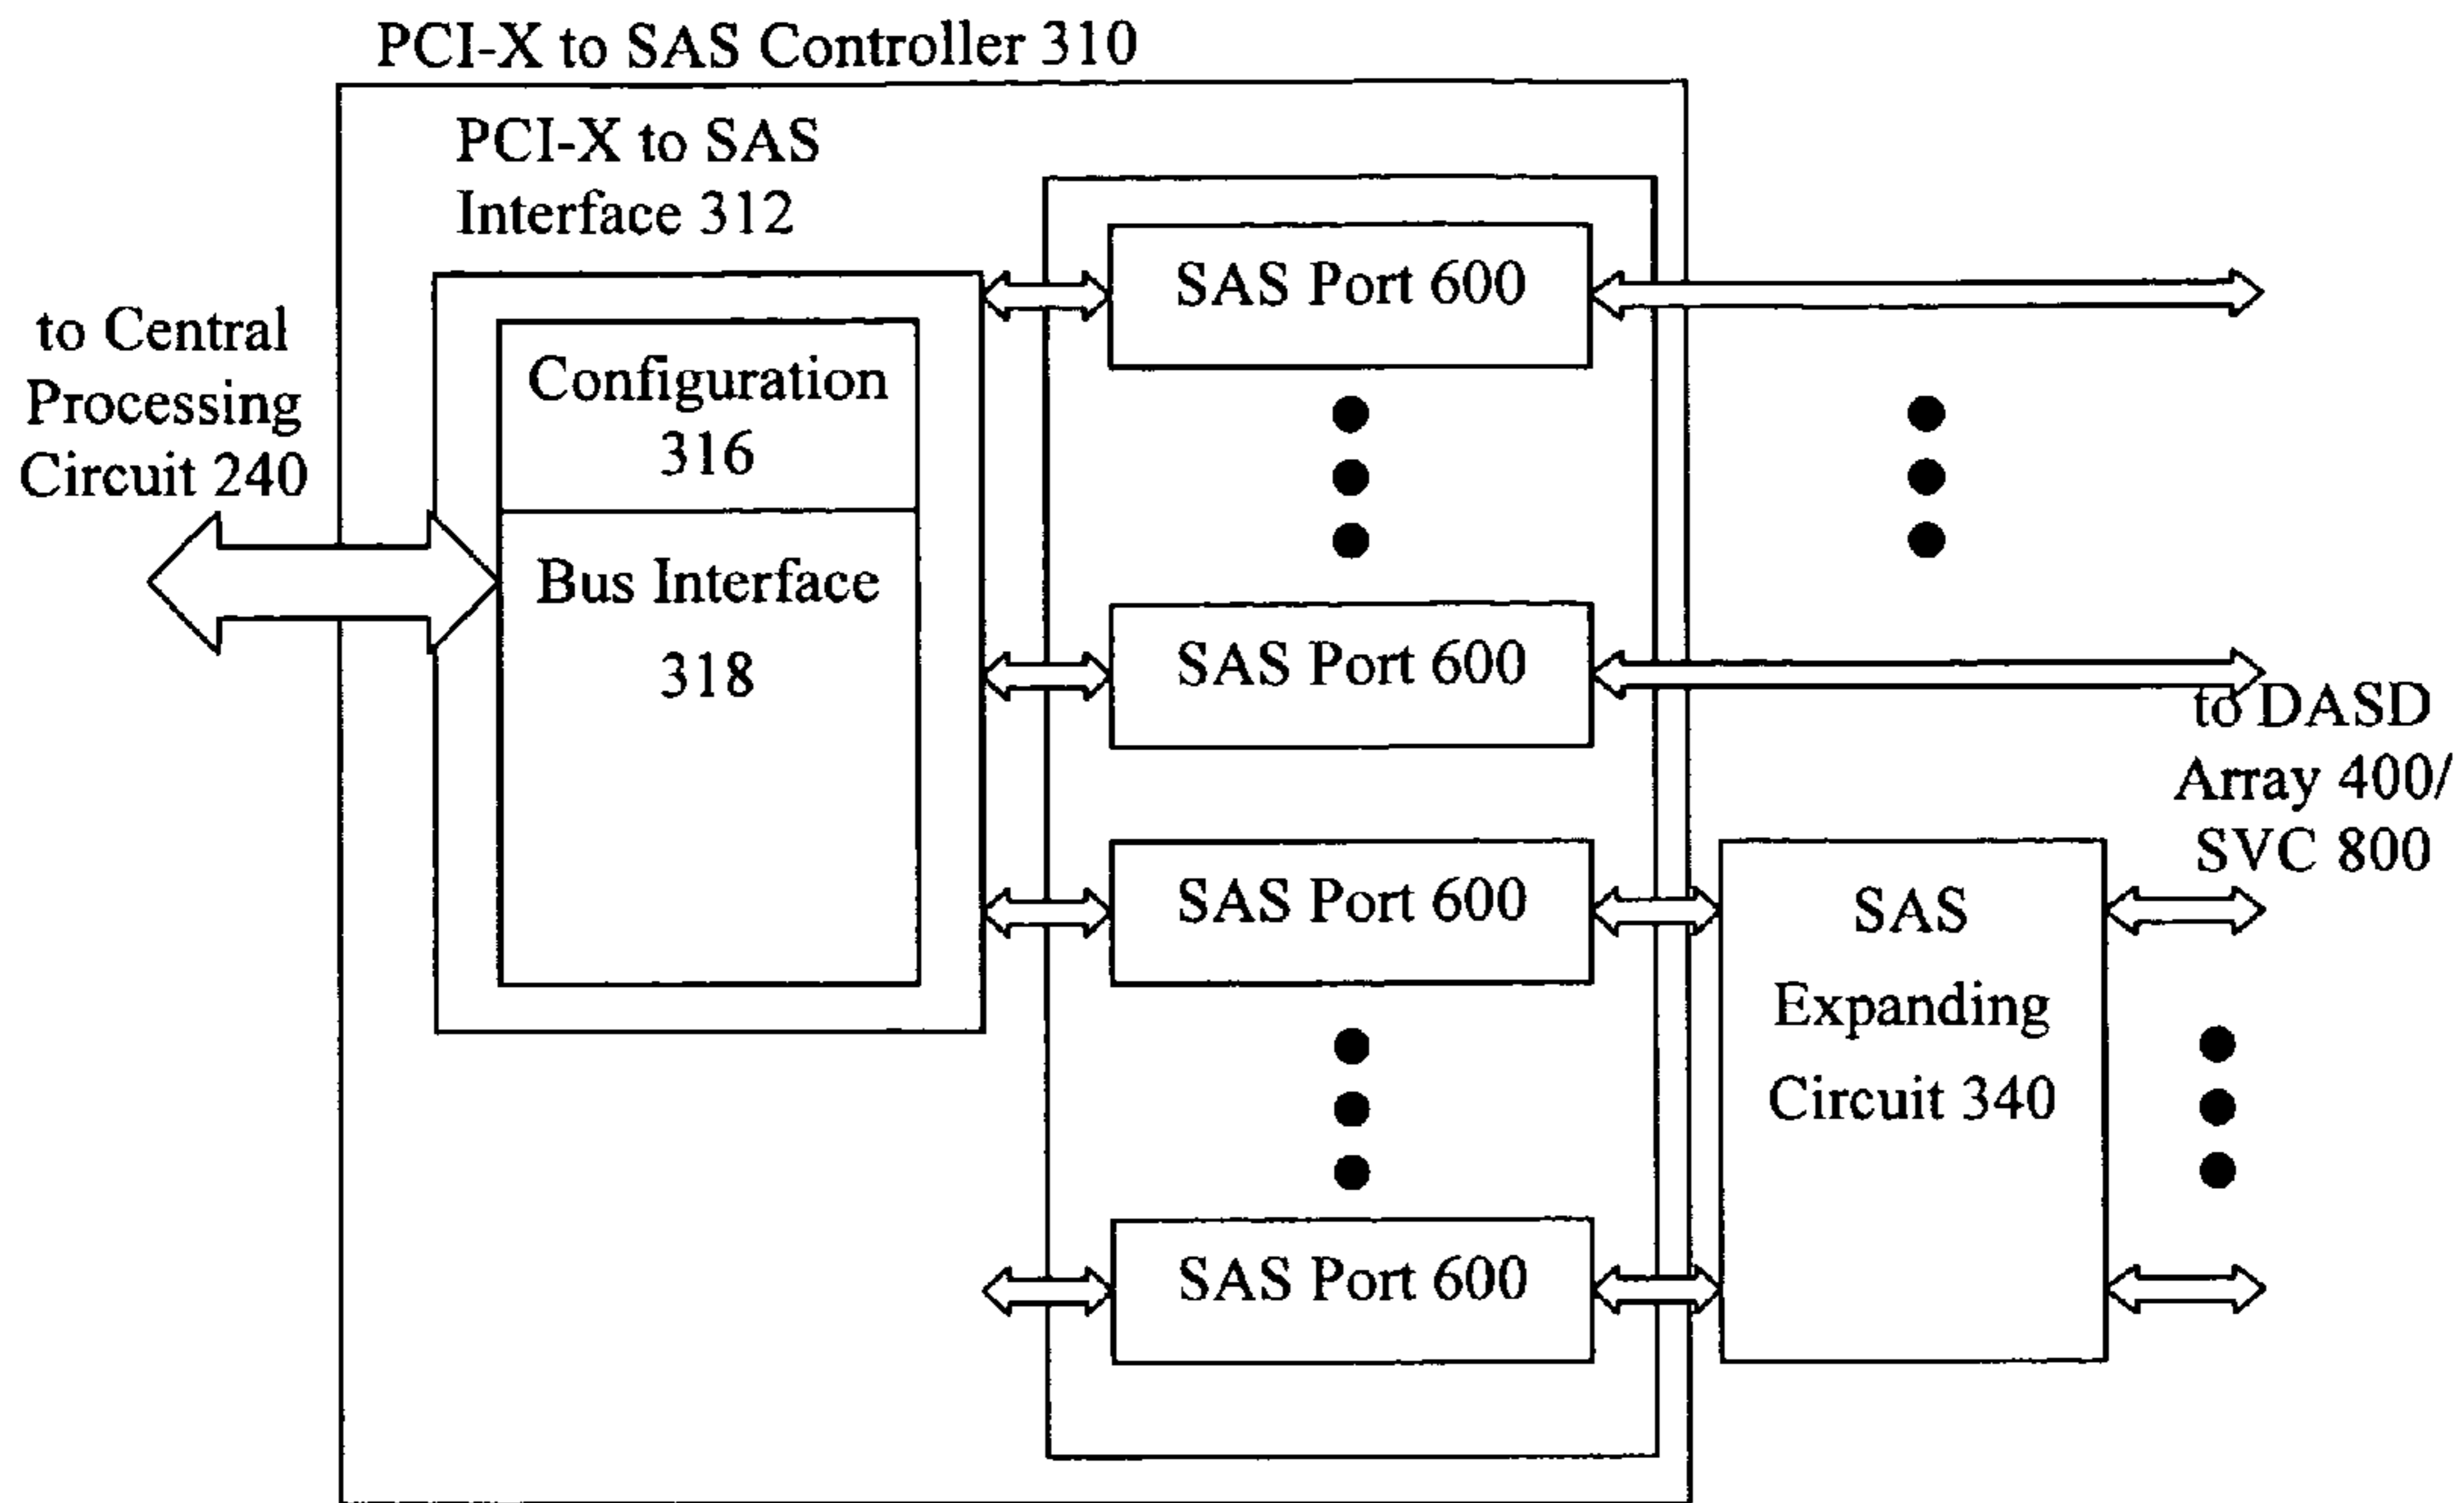 PCI-X to SAS Controller 310
PCI-X to SAS
Interface 312
to Central
Processing
Circuit 240
Configuration
316
Bus Interface
318
SAS Port 600
SAS Port 600
SAS Port 600
SAS Port 600
to DASD
Array 400/
SVC 800
SAS
Expanding
Circuit 340